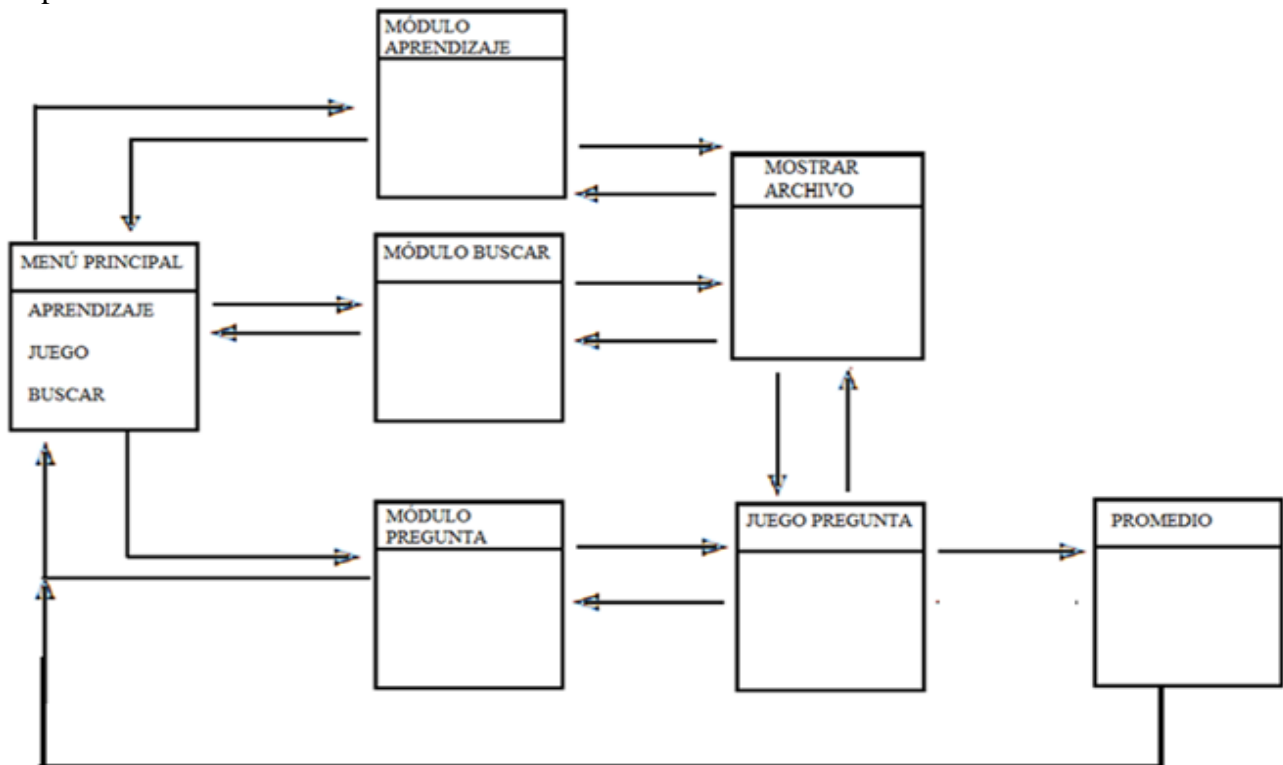 MÓDULO
APRENDIZAJE
MOSTRAR
ARCHIVO
MENÚ PRINCIPAL
APRENDIZAJE
JUEGO
BUSCAR
MÓDULO BUSCAR
MÓDULO
PREGUNTA
JUEGO PREGUNTA
PROMEDIO